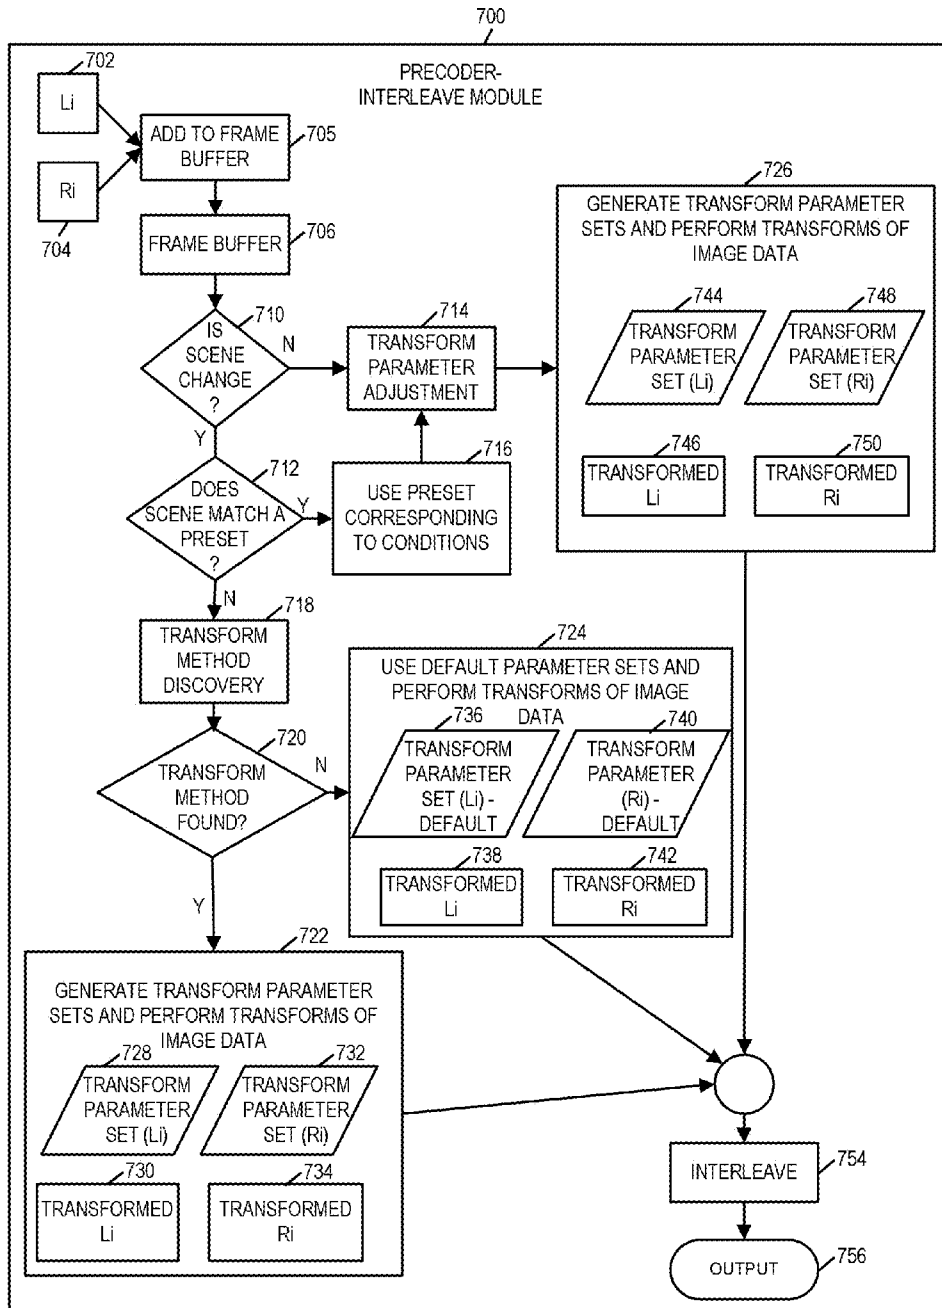 700
702
PRECODER-
INTERLEAVE MODULE
Li
ADD TO FRAME
BUFFER
705
Ri
704
FRAME BUFFER
706
726
GENERATE TRANSFORM PARAMETER
SETS AND PERFORM TRANSFORMS OF
IMAGE DATA
710
IS
SCENE
CHANGE
?
N
Y
714
TRANSFORM
PARAMETER
ADJUSTMENT
744
TRANSFORM
PARAMETER
SET (Li)
748
TRANSFORM
PARAMETER
SET (Ri)
712
DOES
SCENE MATCH A
PRESET
?
Y
N
716
USE PRESET
CORRESPONDING
TO CONDITIONS
746
TRANSFORMED
Li
750
TRANSFORMED
Ri
718
TRANSFORM
METHOD
DISCOVERY
724
USE DEFAULT PARAMETER SETS AND
PERFORM TRANSFORMS OF IMAGE
DATA
720
TRANSFORM
METHOD
FOUND?
N
Y
736
TRANSFORM
PARAMETER
SET (Li) -
DEFAULT
740
TRANSFORM
PARAMETER
(Ri) -
DEFAULT
738
TRANSFORMED
Li
742
TRANSFORMED
Ri
722
GENERATE TRANSFORM PARAMETER
SETS AND PERFORM TRANSFORMS OF
IMAGE DATA
728
TRANSFORM
PARAMETER
SET (Li)
732
TRANSFORM
PARAMETER
SET (Ri)
730
TRANSFORMED
Li
734
TRANSFORMED
Ri
INTERLEAVE
754
OUTPUT
756